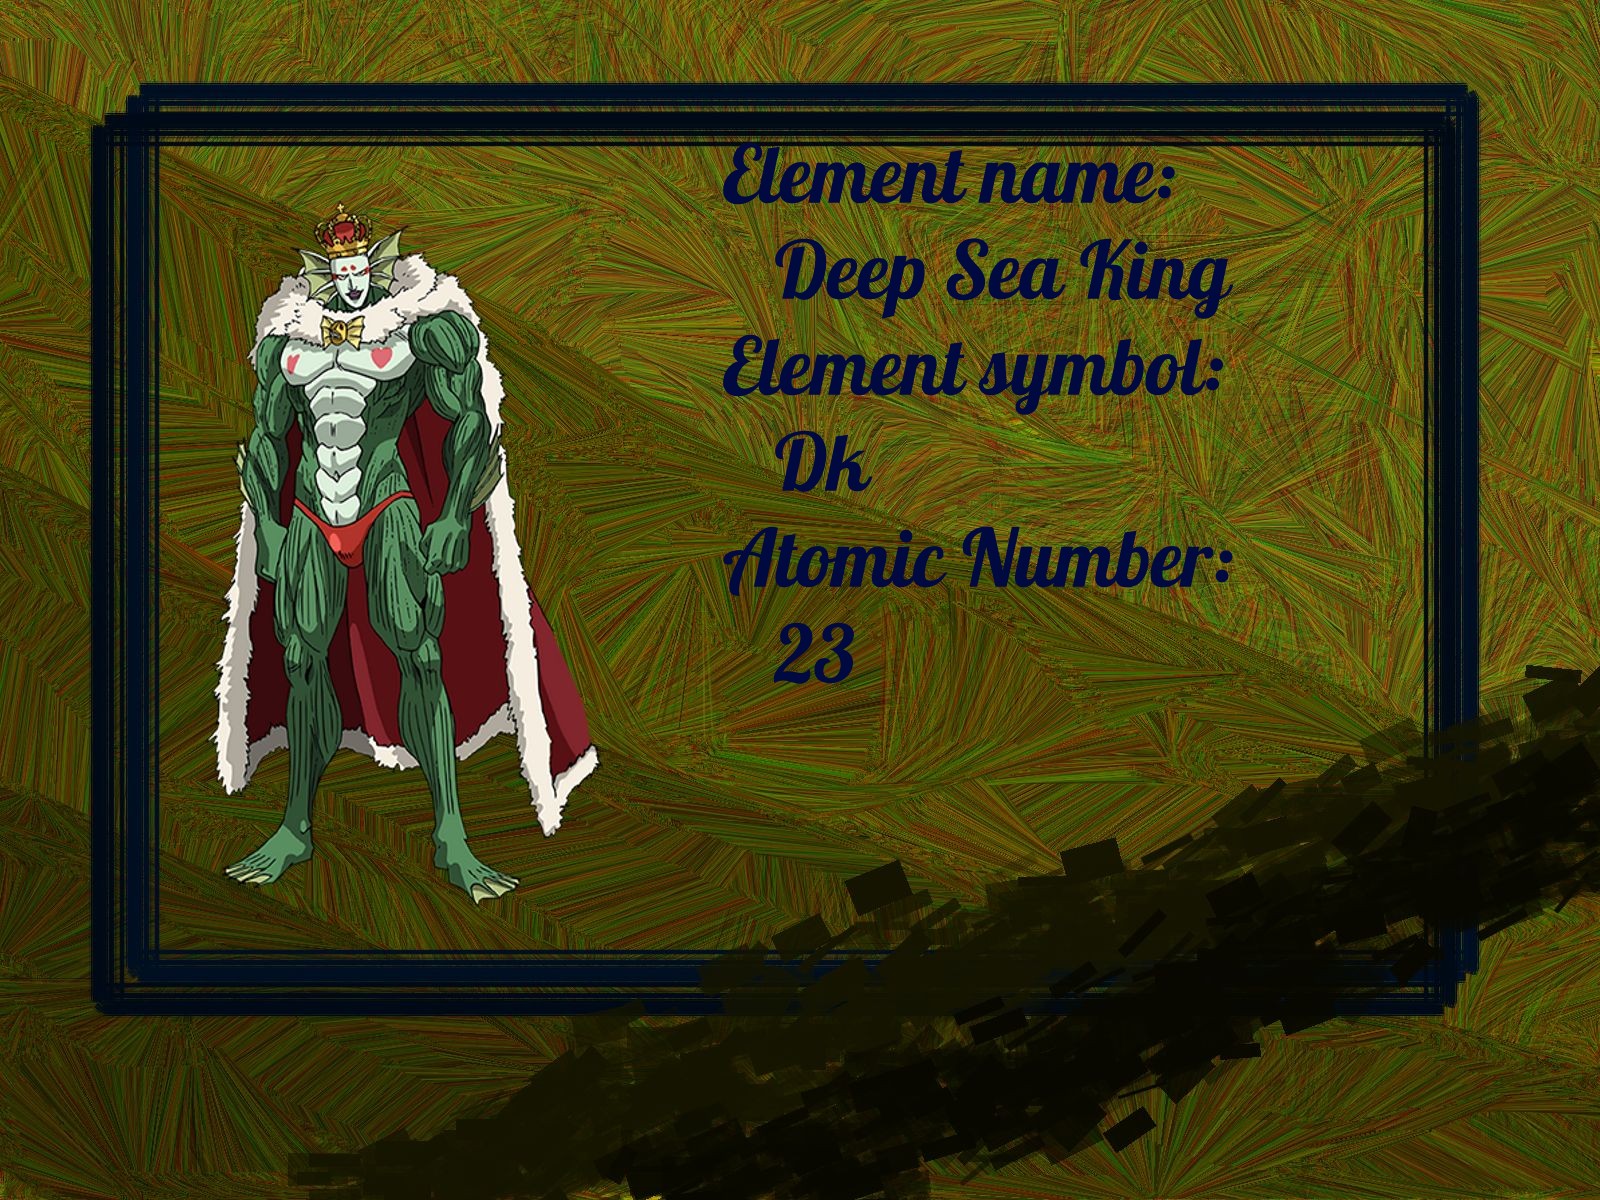 Element name:
Deep Sea King
Element symbol:
Dk
Atomic Number:
23